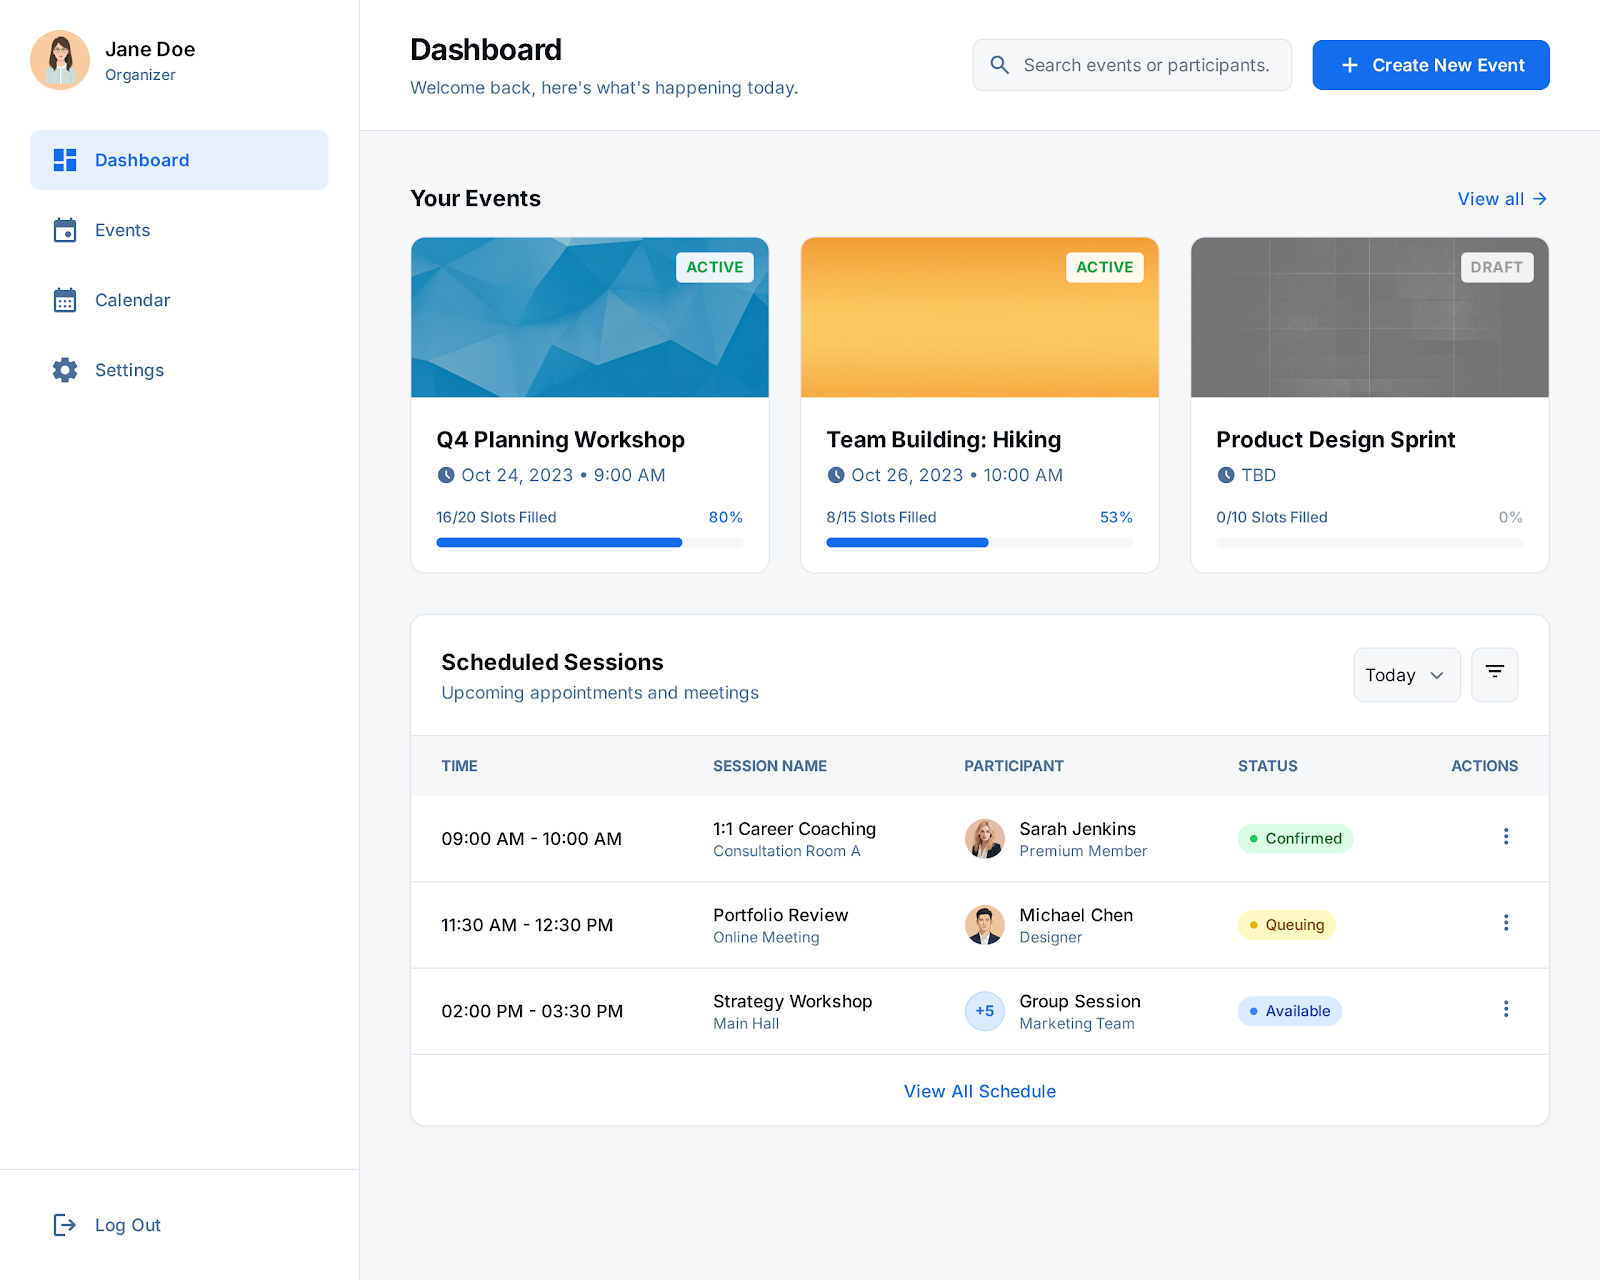 Jane Doe
Organizer
Dashboard
Events
Calendar
Settings
Log Out
Dashboard
Welcome back, here's what's happening today.
Search events or participants.
Create New Event
Your Events
View all
ACTIVE
Q4 Planning Workshop
Oct 24, 2023 • 9:00 AM
16/20 Slots Filled
80%
ACTIVE
Team Building: Hiking
Oct 26, 2023 • 10:00 AM
8/15 Slots Filled
53%
DRAFT
Product Design Sprint
TBD
0/10 Slots Filled
0%
Scheduled Sessions
Upcoming appointments and meetings
Today
TIME SESSION NAME PARTICIPANT STATUS ACTIONS
09:00 AM - 10:00 AM
1:1 Career Coaching
Consultation Room A
Sarah Jenkins
Premium Member
Confirmed
11:30 AM - 12:30 PM
Portfolio Review
Online Meeting
Michael Chen
Designer
Queuing
02:00 PM - 03:30 PM
Strategy Workshop
Main Hall
+5
Group Session
Marketing Team
Available
View All Schedule